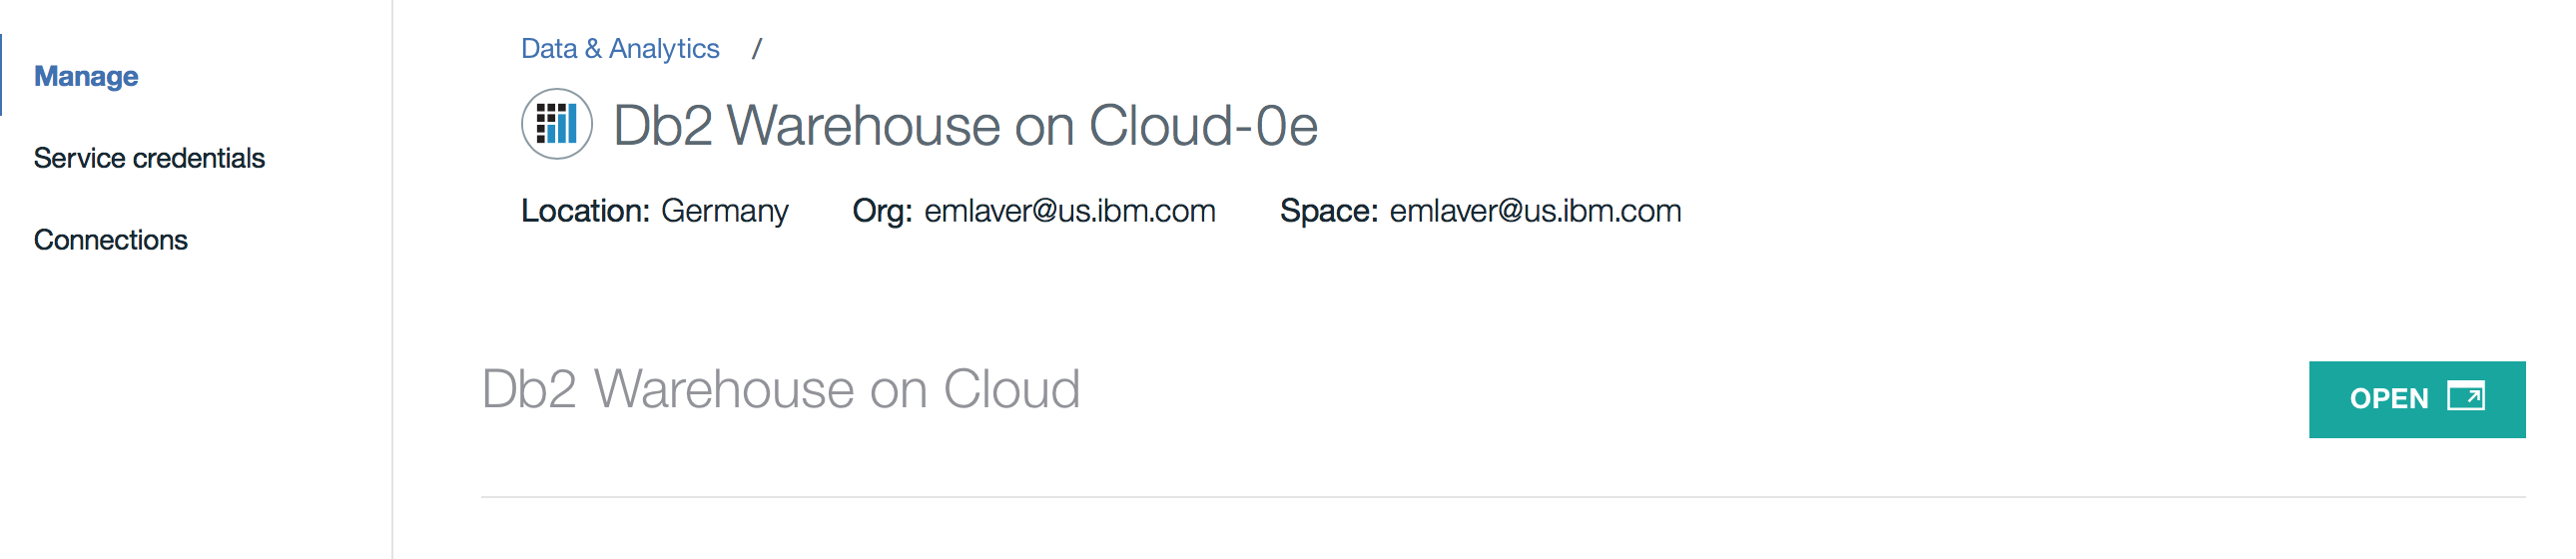 Manage
Service credentials
Connections
Data & Analytics /
Db2 Warehouse on Cloud-0e
Location: Germany Org: emlaver@us.ibm.com Space: emlaver@us.ibm.com
Db2 Warehouse on Cloud
OPEN